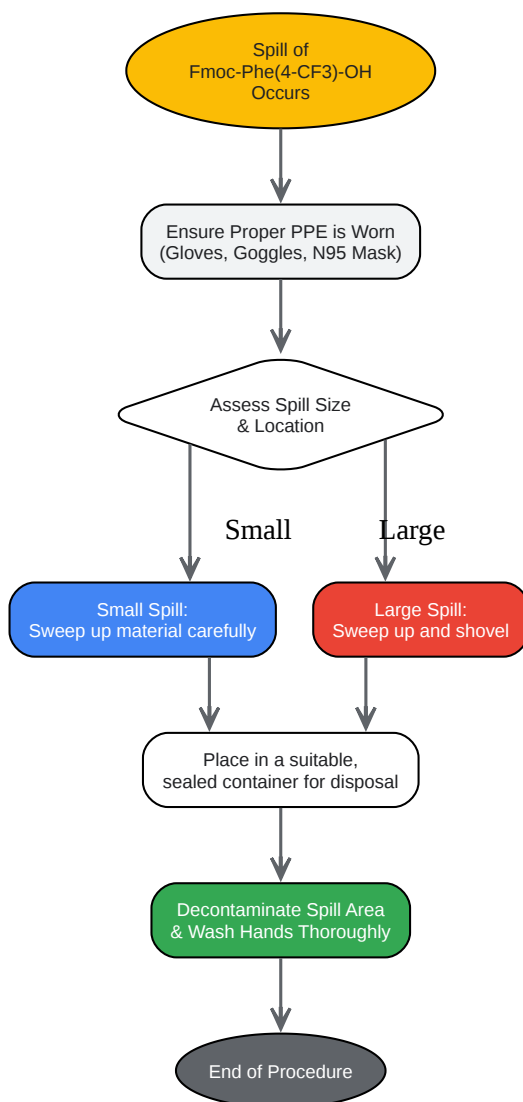 Spill of
Fmoc-Phe(4-CF3)-OH
Occurs
Ensure Proper PPE is Worn
(Gloves, Goggles, N95 Mask)
Assess Spill Size
& Location
Small
Large
Small Spill:
Sweep up material carefully
Large Spill:
Sweep up and shovel
Place in a suitable,
sealed container for disposal
Decontaminate Spill Area
& Wash Hands Thoroughly
End of Procedure